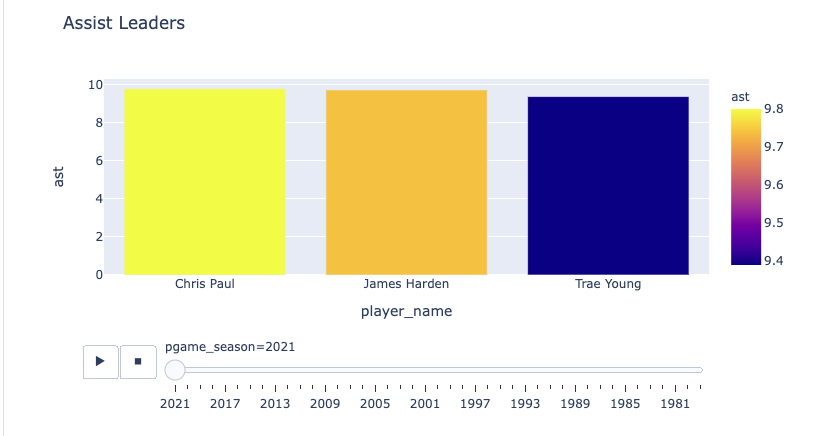 Assist Leaders
10
8
6
4
2
0
ast
Chris Paul James Harden Trae Young
player_name
ast
9.8
9.7
9.6
9.5
9.4
pgame_season=2021
2021 2017 2013 2009 2005 2001 1997 1993 1989 1985 1981